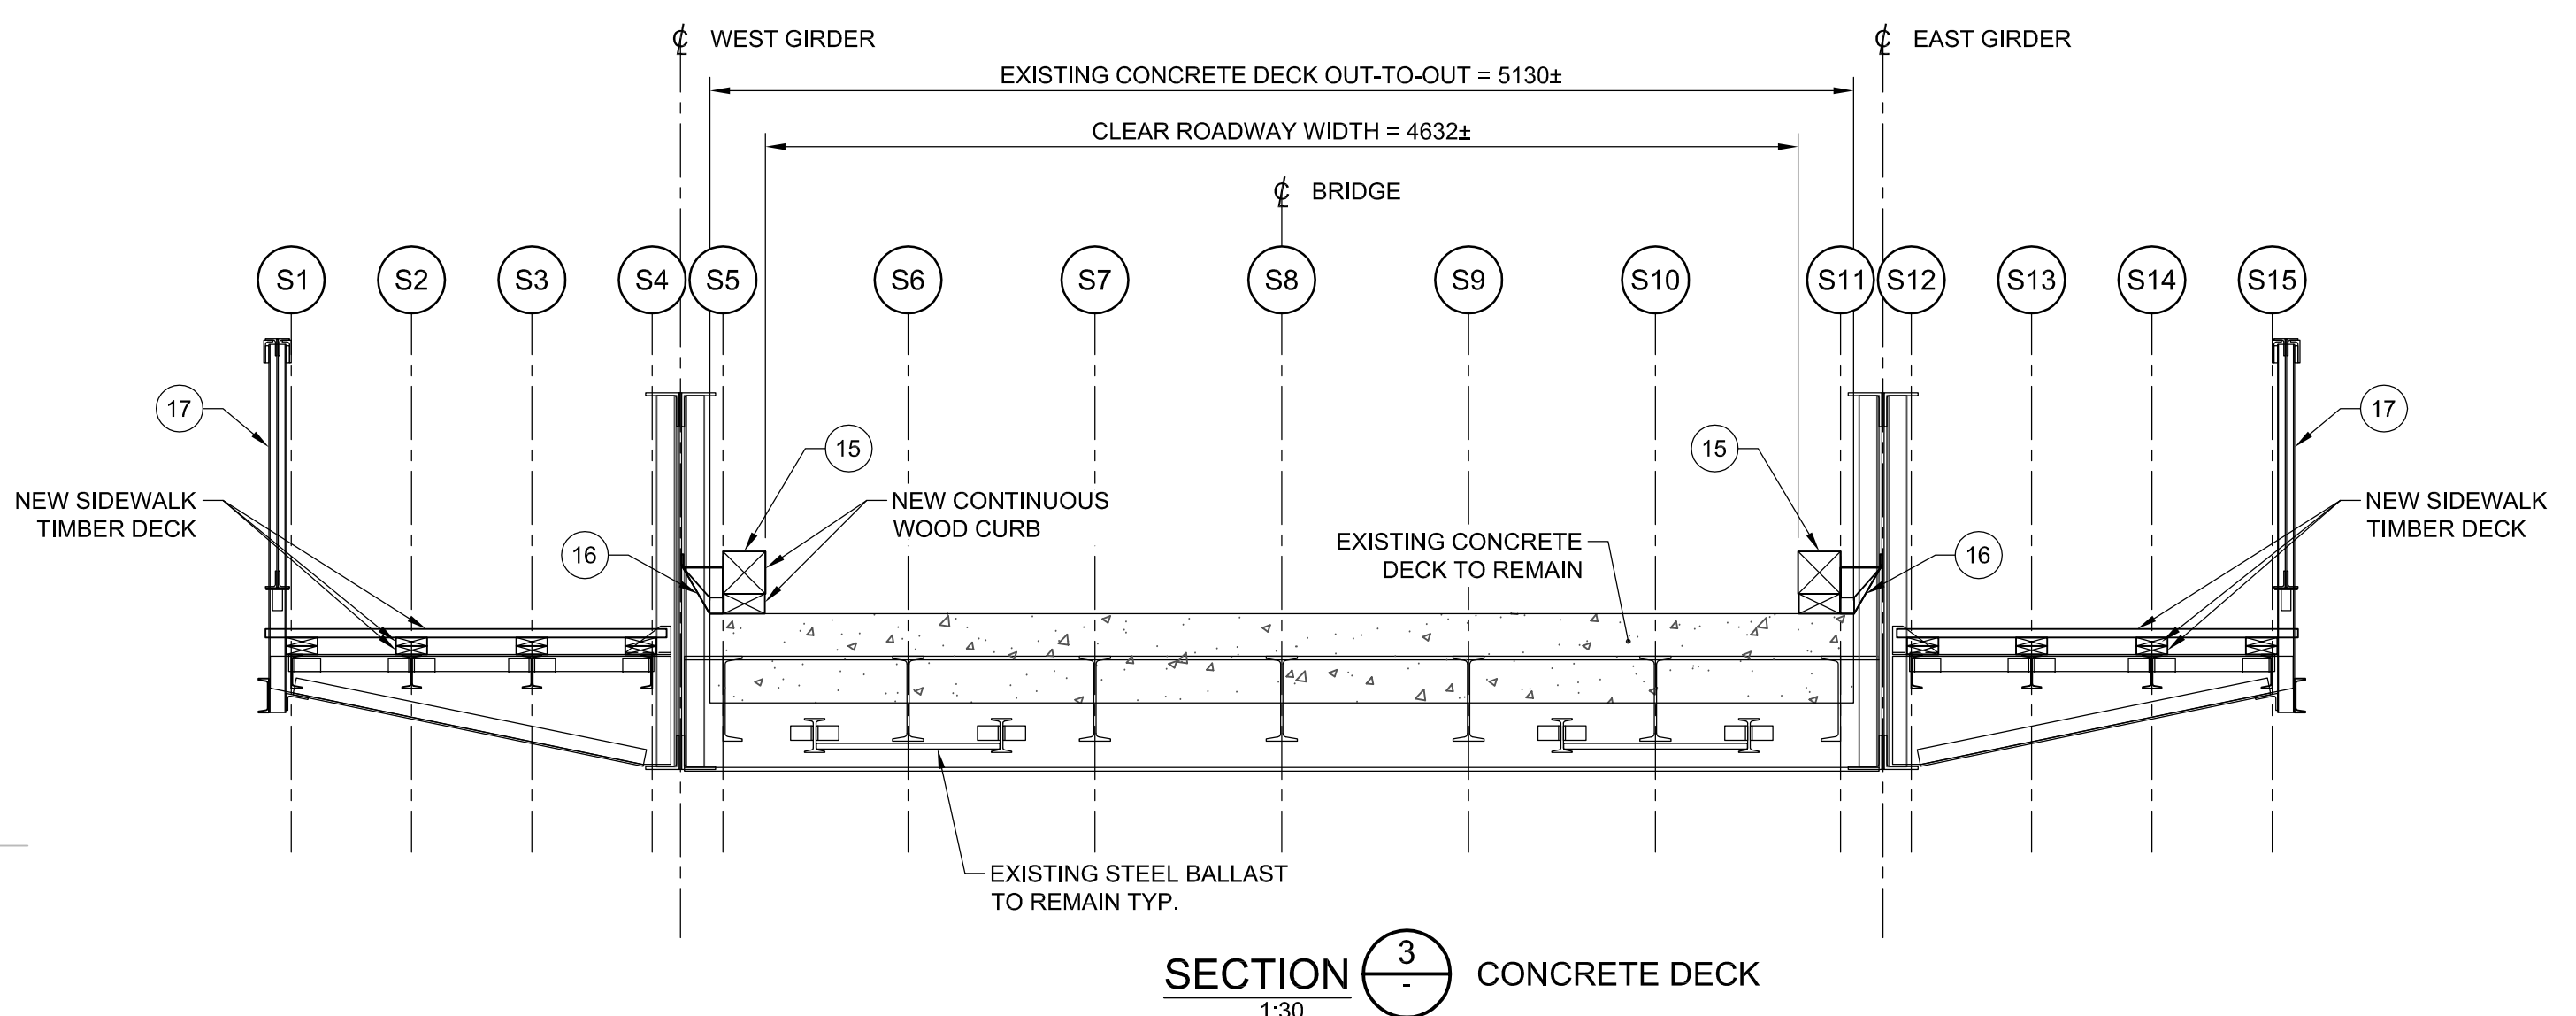 ℄ WEST GIRDER
℄ EAST GIRDER
EXISTING CONCRETE DECK OUT-TO-OUT = 5130±
CLEAR ROADWAY WIDTH = 4632±
℄ BRIDGE
S1 S2 S3 S4 S5 S6 S7 S8 S9 S10 S11 S12 S13 S14 S15
17
17
15
15
NEW SIDEWALK
TIMBER DECK
NEW CONTINUOUS
WOOD CURB
NEW SIDEWALK
TIMBER DECK
16
EXISTING CONCRETE
DECK TO REMAIN
16
EXISTING STEEL BALLAST
TO REMAIN TYP.
SECTION 3 CONCRETE DECK
-
1:30